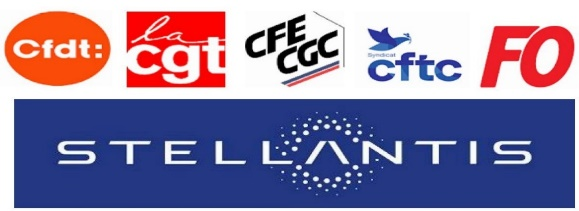 Cfdt:
la
cgt
CFE
CGC
Syndicat
cftc
FO
STELLANTIS